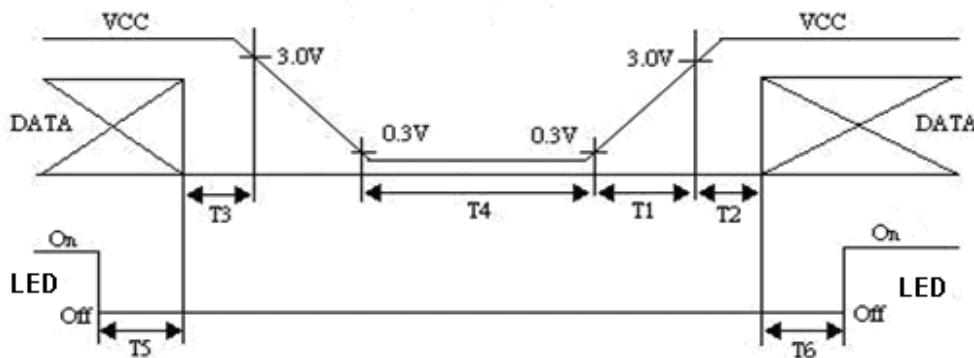 VCC
VCC
3.0V
3.0V
DATA
0.3V
0.3V
DATA
T3
T4
T1
T2
On
On
LED
LED
Off
Off
T5
T6